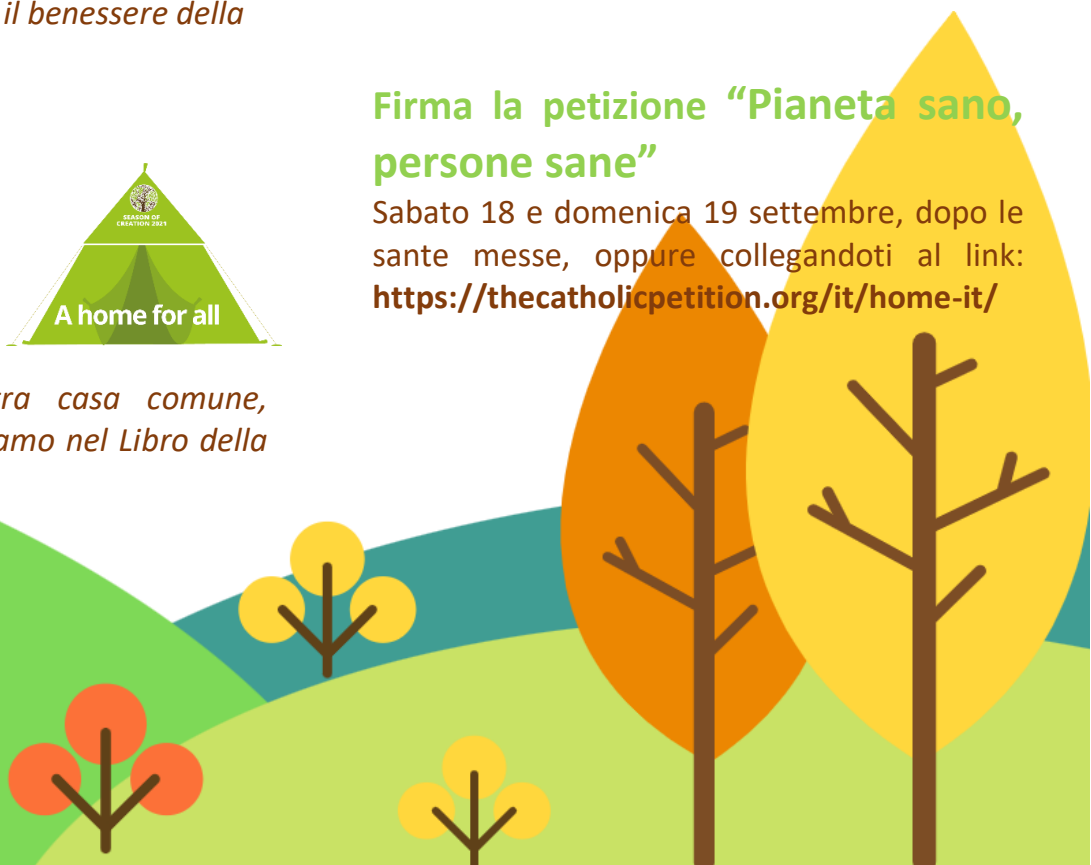 il benessere della
SEASON OF
CREATION 2021
A home for all
tra casa comune,
amo nel Libro della
Firma la petizione “Pianeta sano,
persone sane”
Sabato 18 e domenica 19 settembre, dopo le
sante messe, oppure collegandoti al link:
https://thecatholicpetition.org/it/home-it/